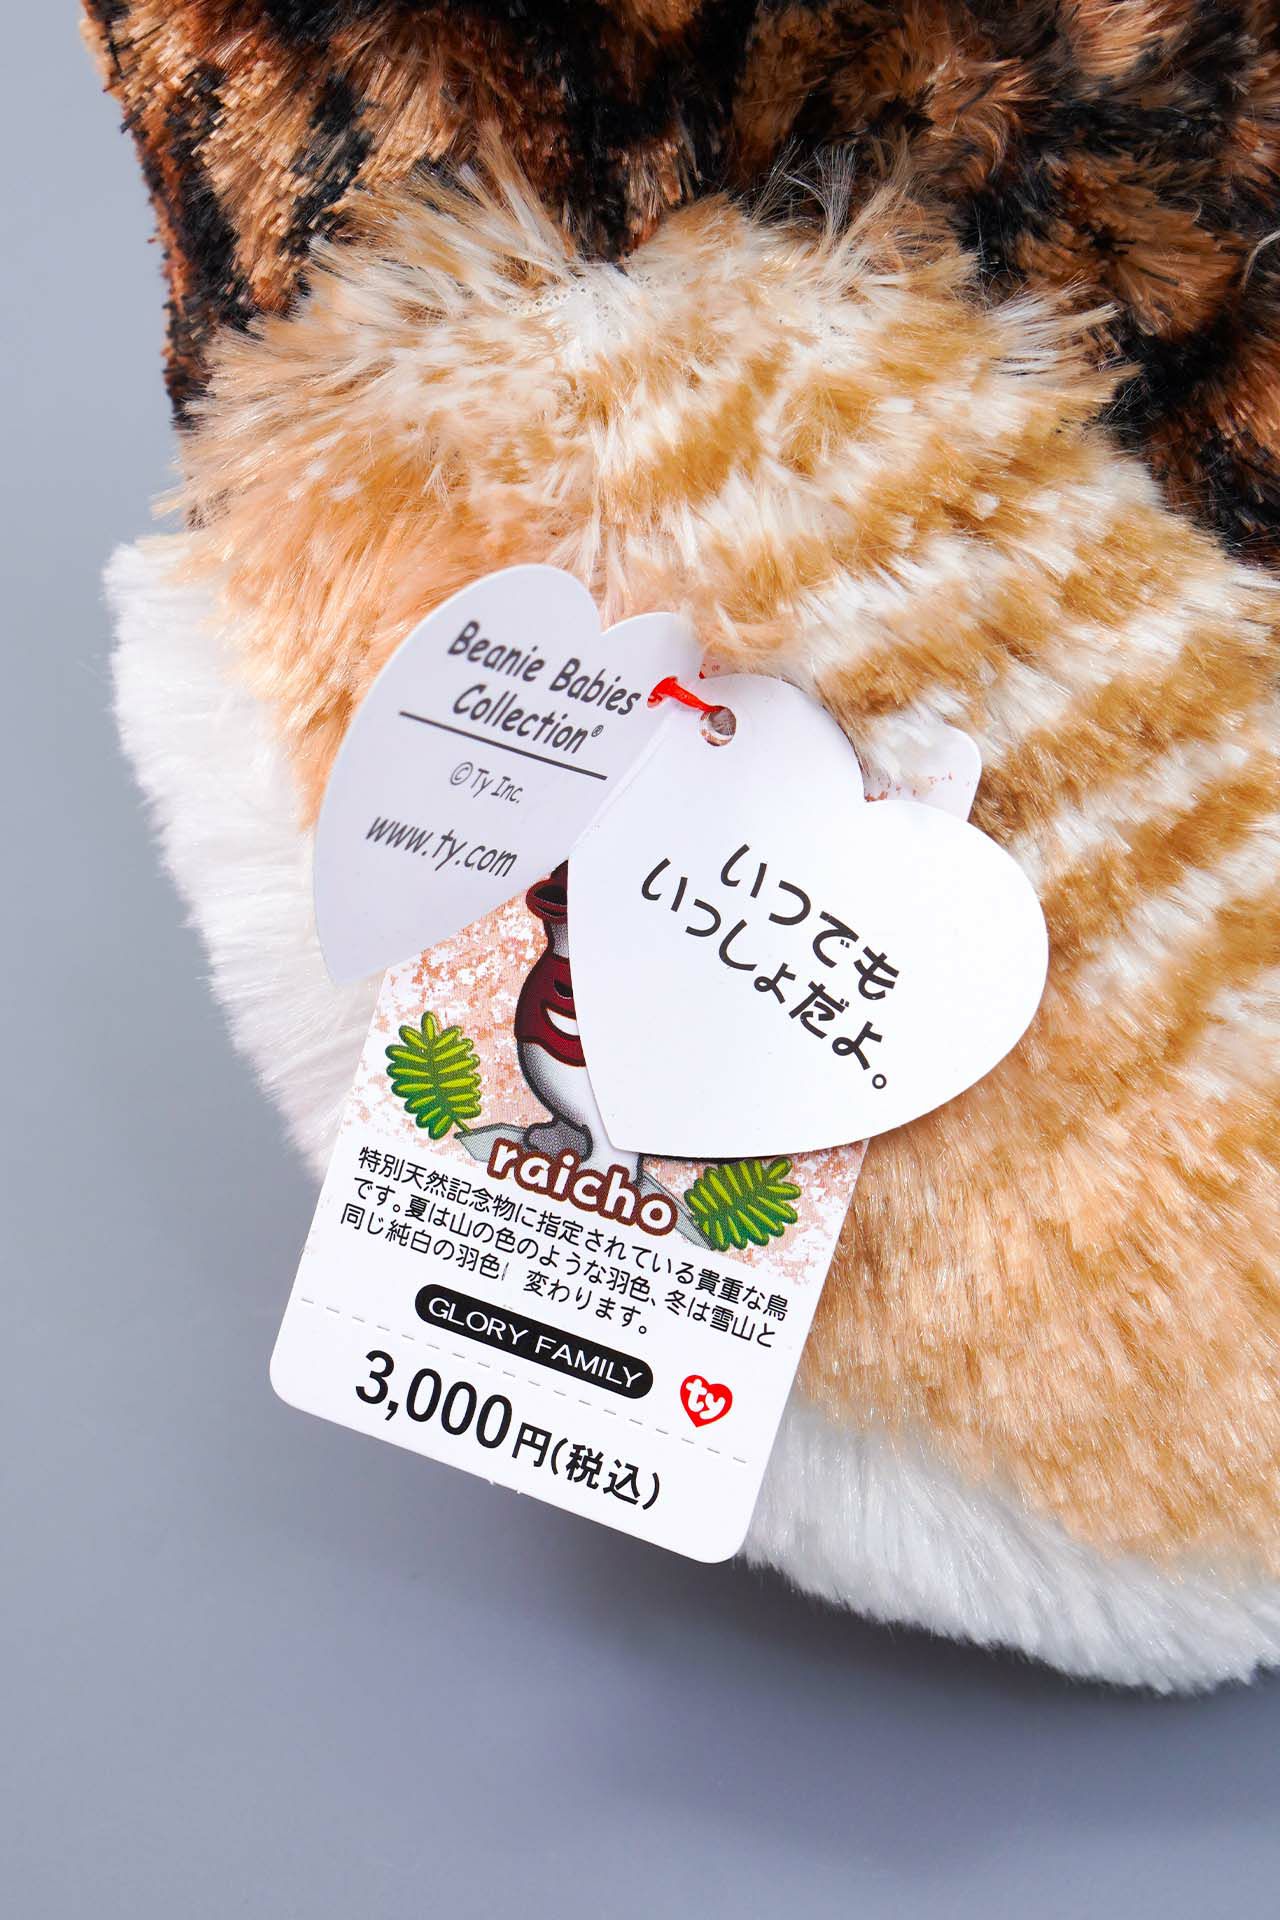 Beanie Babies
Collection®
©Ty Inc.
www.ty.com
いつでも
いっしょだよ。
raicho
特別天然記念物に指定されている貴重な鳥
です。夏は山の色のような羽色、冬は雪山と
同じ純白の羽色 変わります。
GLORY FAMILY
ty
3,000円(税込)